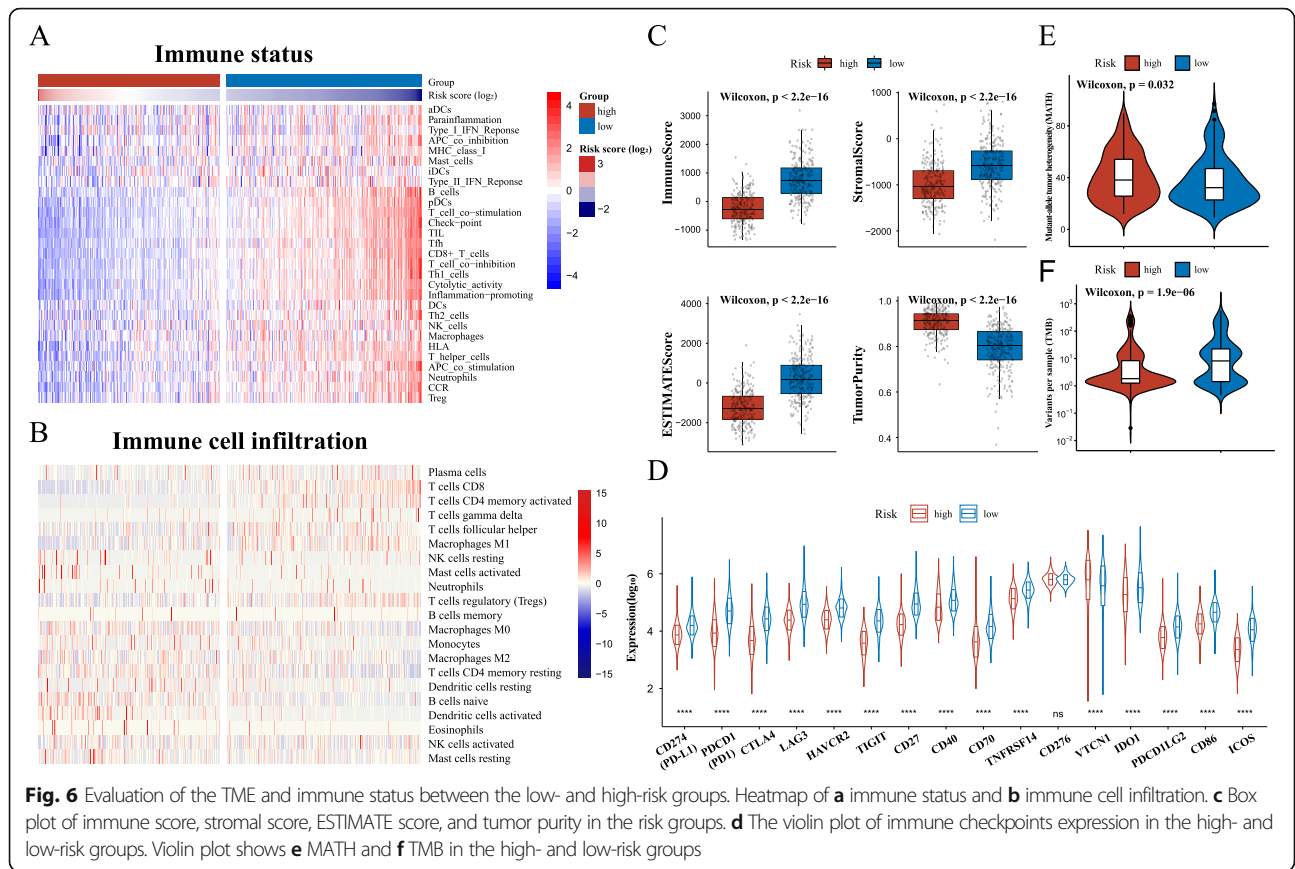 A
Immune status
Group
Risk score (log₂)
aDCs
Parainflammation
Type_I_IFN_Reponse
APC_co_inhibition
MHC_class_I
Mast_cells
iDCs
Type_II_IFN_Reponse
B_cells
pDCs
T_cell_co−stimulation
Check−point
TIL
Tfh
CD8+_T_cells
T_cell_co−inhibition
Th1_cells
Cytolytic_activity
Inflammation−promoting
DCs
Th2_cells
NK_cells
Macrophages
HLA
T_helper_cells
APC_co_stimulation
Neutrophils
CCR
Treg
4
2
0
−2
−4
Group
high
low
Risk score (log₂)
3
−2
B
Immune cell infiltration
Plasma cells
T cells CD8
T cells CD4 memory activated
T cells gamma delta
T cells follicular helper
Macrophages M1
NK cells resting
Mast cells activated
Neutrophils
T cells regulatory (Tregs)
B cells memory
Macrophages M0
Monocytes
Macrophages M2
T cells CD4 memory resting
Dendritic cells resting
B cells naive
Dendritic cells activated
Eosinophils
NK cells activated
Mast cells resting
15
10
5
0
−5
−10
−15
C
Risk high low
Wilcoxon, p < 2.2e−16
ImmuneScore
3000
2000
1000
0
−1000
Wilcoxon, p < 2.2e−16
StromalScore
1000
0
−1000
−2000
Wilcoxon, p < 2.2e−16
ESTIMATEScore
4000
2000
0
−2000
Wilcoxon, p < 2.2e−16
TumorPurity
1.0
0.8
0.6
0.4
D
Risk high low
Expression(log₁₀)
6
4
2
**** **** **** **** **** **** **** **** **** **** ns **** **** **** **** ****
CD274 (PD-L1)
PDCD1 (PD1)
CTLA4
LAG3
HAVCR2
TIGIT
CD27
CD40
CD70
TNFRSF14
CD276
VTCN1
IDO1
PDCD1LG2
CD86
ICOS
E
Risk high low
Wilcoxon, p = 0.032
Mutant-allele tumor heterogeneity (MATH)
80
40
0
F
Risk high low
Wilcoxon, p = 1.9e−06
Variants per sample (TMB)
10³
10²
10¹
10⁰
10⁻¹
10⁻²
Fig. 6 Evaluation of the TME and immune status between the low- and high-risk groups. Heatmap of a immune status and b immune cell infiltration. c Box
plot of immune score, stromal score, ESTIMATE score, and tumor purity in the risk groups. d The violin plot of immune checkpoints expression in the high- and
low-risk groups. Violin plot shows e MATH and f TMB in the high- and low-risk groups